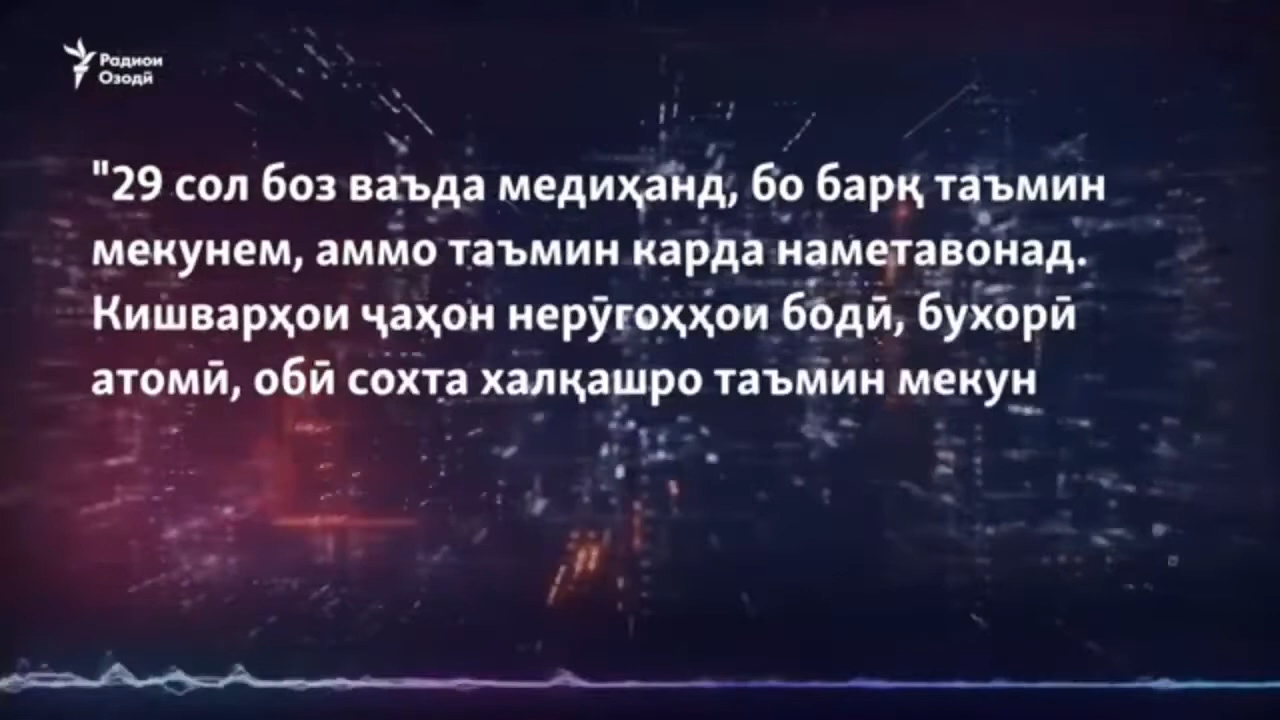 Радиои
Озодӣ
"29 сол боз ваъда медиҳанд, бо барқ таъмин
мекунем, аммо таъмин карда наметавонад.
Кишварҳои ҷаҳон нерӯгоҳҳои бодӣ, бухорӣ
атомӣ, обӣ сохта халқашро таъмин мекун